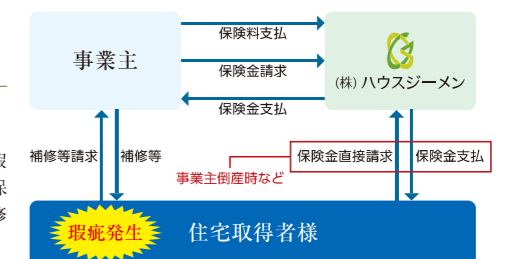 保険料支払
事業主
保険金請求
(株) ハウスジーメン
保険金支払
補修等請求
補修等
保険金直接請求
保険金支払
事業主倒産時など
瑕疵発生
住宅取得者様
瑕
保
修